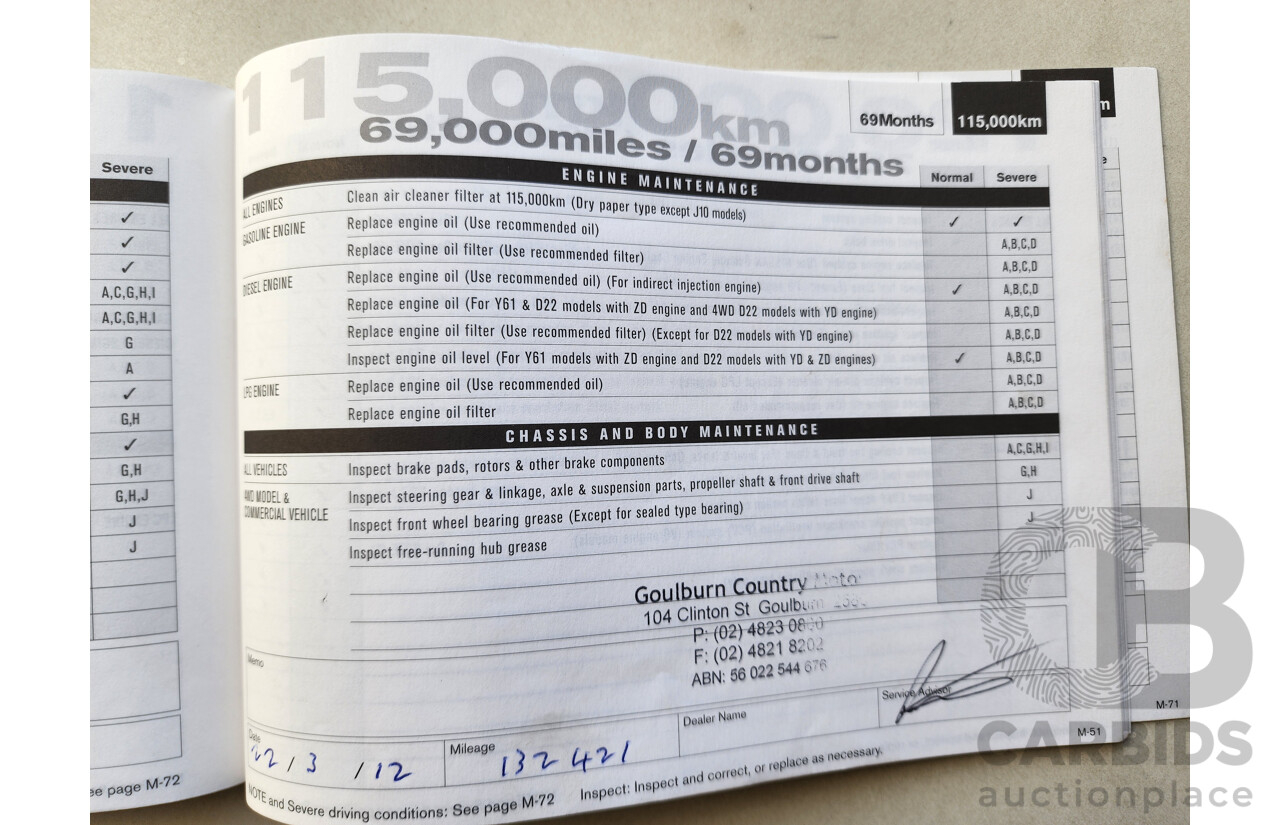 Severe
✓
✓
✓
A,C,G,H,I
A,C,G,H,I
G
A
✓
G,H
✓
G,H
G,H,J
J
J
ee page M-72
115,000km
69,000miles / 69months
69Months 115,000km
m
ENGINE MAINTENANCE Normal Severe
ALL ENGINES Clean air cleaner filter at 115,000km (Dry paper type except J10 models) ✓ ✓
GASOLINE ENGINE Replace engine oil (Use recommended oil) A,B,C,D
Replace engine oil filter (Use recommended filter) A,B,C,D
DIESEL ENGINE Replace engine oil (Use recommended oil) (For indirect injection engine) ✓ A,B,C,D
Replace engine oil (For Y61 & D22 models with ZD engine and 4WD D22 models with YD engine) A,B,C,D
Replace engine oil filter (Use recommended filter) (Except for D22 models with YD engine) A,B,C,D
Inspect engine oil level (For Y61 models with ZD engine and D22 models with YD & ZD engines) ✓ A,B,C,D
LPG ENGINE Replace engine oil (Use recommended oil) A,B,C,D
Replace engine oil filter A,B,C,D
CHASSIS AND BODY MAINTENANCE
ALL VEHICLES Inspect brake pads, rotors & other brake components A,C,G,H,I
4WD MODEL & Inspect steering gear & linkage, axle & suspension parts, propeller shaft & front drive shaft G,H
COMMERCIAL VEHICLE Inspect front wheel bearing grease (Except for sealed type bearing) J
Inspect free-running hub grease J
Goulburn Country Motor
104 Clinton St Goulburn
P: (02) 4823 0800
F: (02) 4821 8202
ABN: 56 022 544 676
Memo
Date 22/3/12
Mileage 132421
Dealer Name
Service Advisor
M-51
M-71
NOTE and Severe driving conditions: See page M-72 Inspect: Inspect and correct, or replace as necessary.
CARBIDS
auctionplace